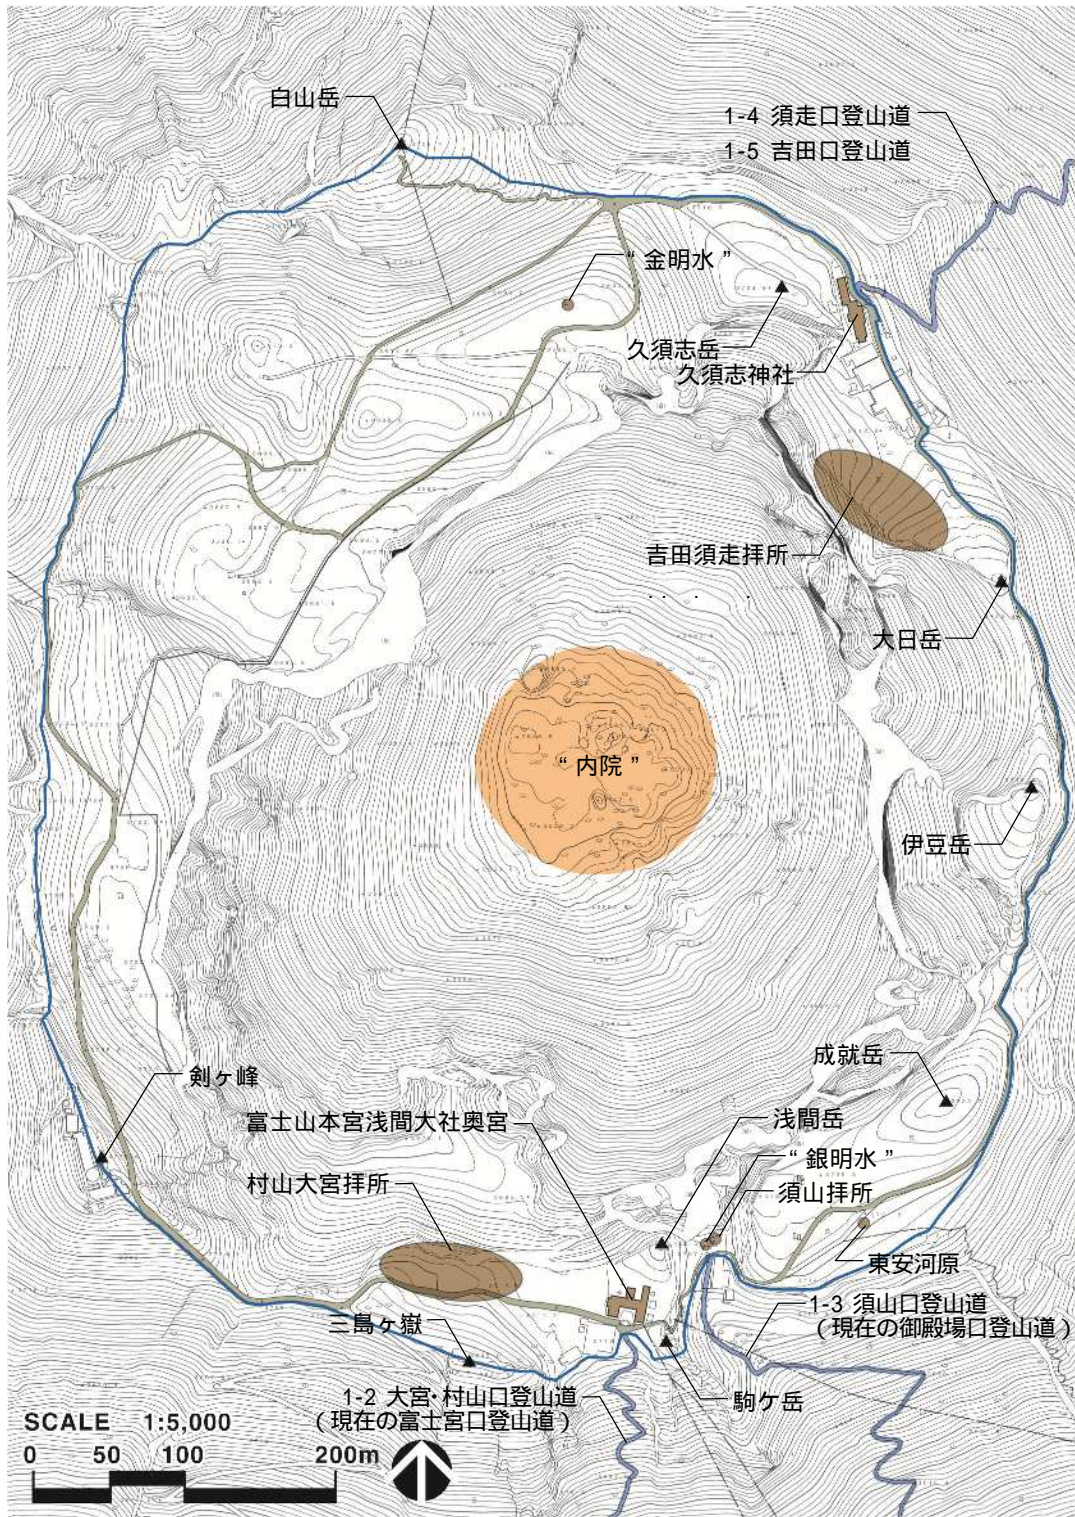 白山岳
1-4 須走口登山道
1-5 吉田口登山道
“ 金明水 ”
久須志岳
久須志神社
吉田須走拝所
大日岳
“ 内院 ”
伊豆岳
成就岳
剣ヶ峰
富士山本宮浅間大社奥宮
浅間岳
“ 銀明水 ”
村山大宮拝所
須山拝所
東安河原
1-3 須山口登山道
（現在の御殿場口登山道）
三島ヶ嶽
1-2 大宮・村山口登山道
（現在の富士宮口登山道）
駒ケ岳
SCALE 1:5,000
0 50 100 200m